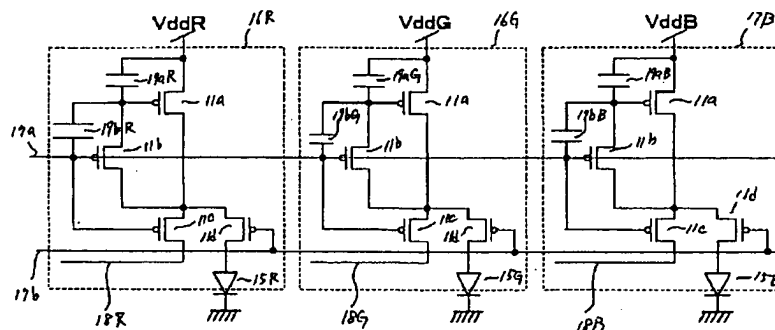 VddR 16R VddG 16G VddB 17B
19aR 19aG 19aB
11a 11a 11a
19bR 19bG 19bB
17a 11b 11b 11b
11d
11c 11d 11c 11d 11c
17b 15R 15G
18R 18G 18B